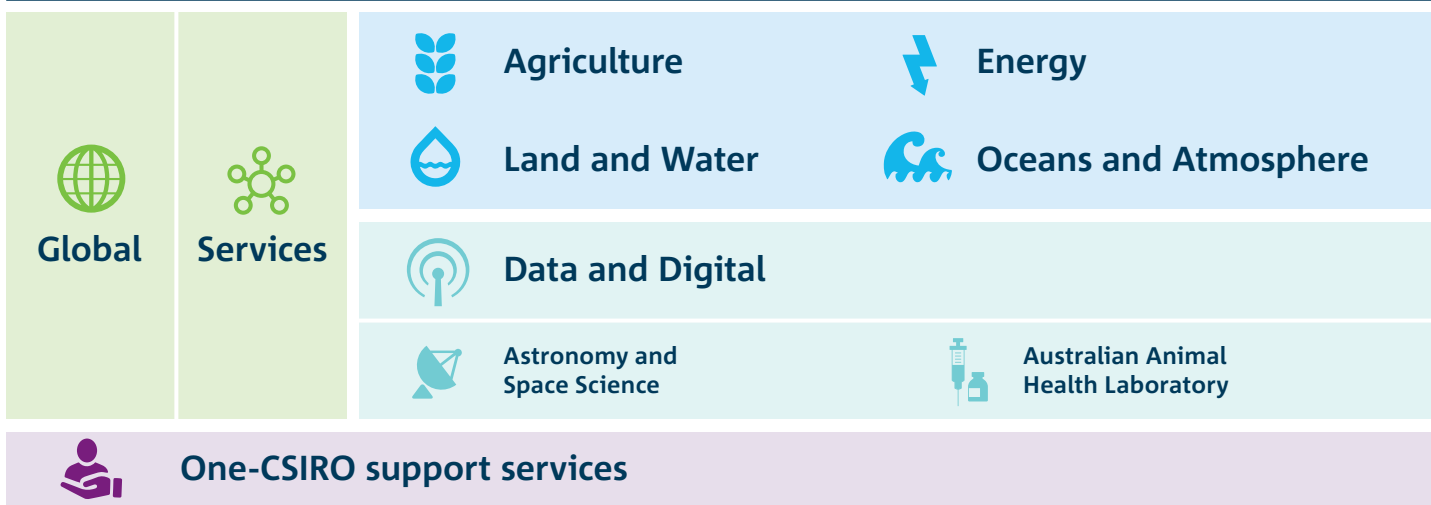 Global
Services
Agriculture
Energy
Land and Water
Oceans and Atmosphere
Data and Digital
Astronomy and
Space Science
Australian Animal
Health Laboratory
One-CSIRO support services